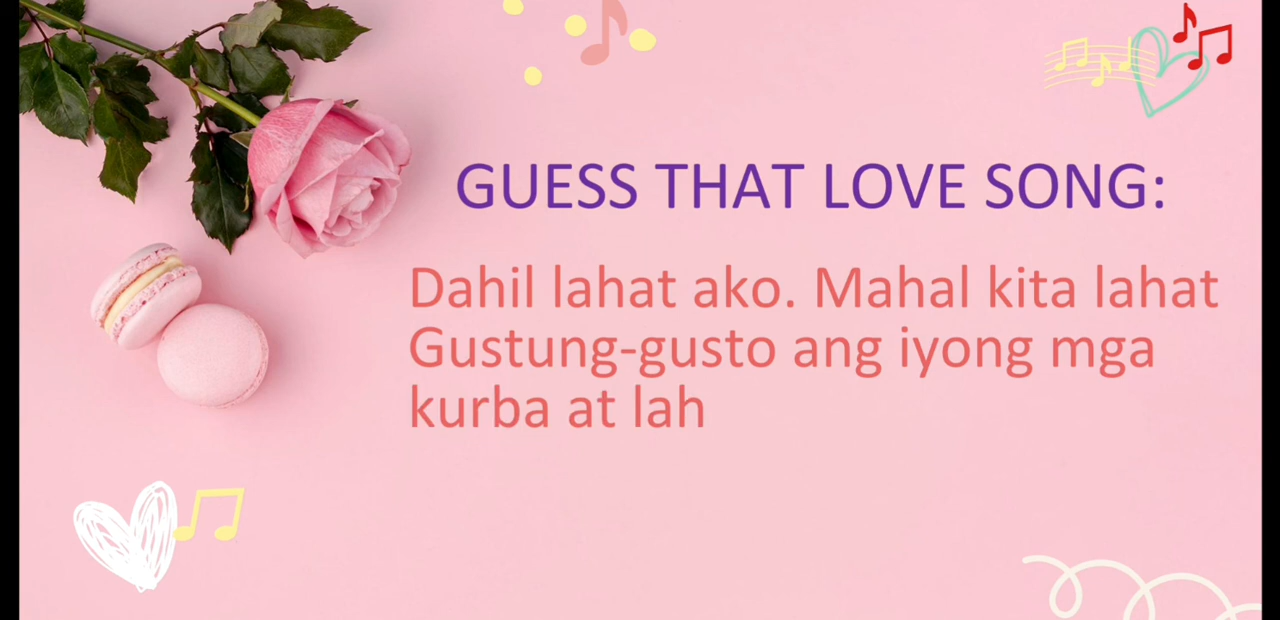 GUESS THAT LOVE SONG:
Dahil lahat ako. Mahal kita lahat
Gustung-gusto ang iyong mga
kurba at lah